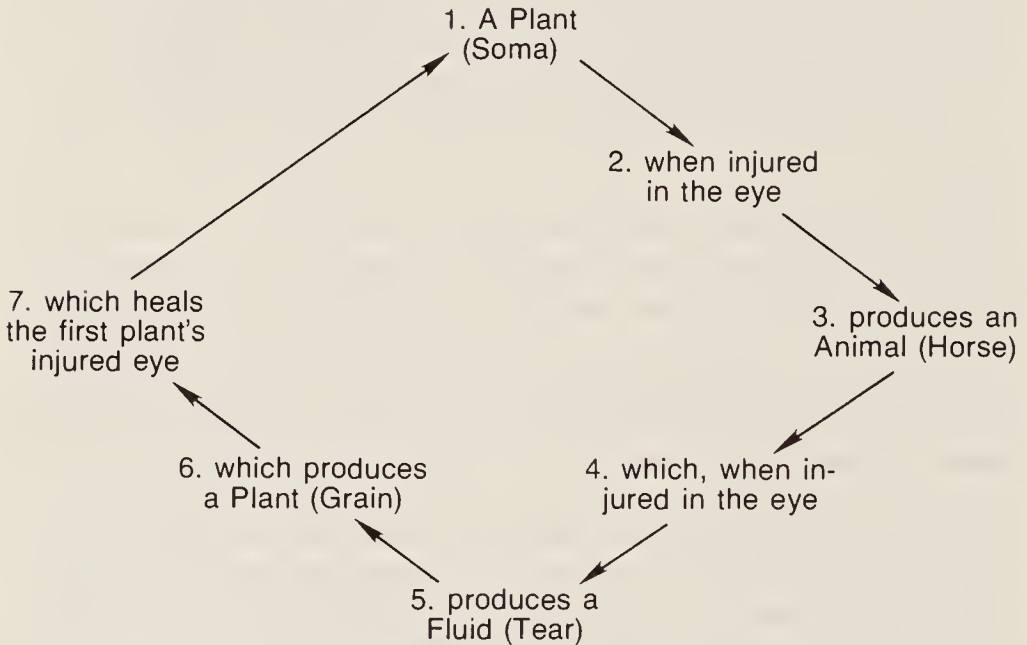 1. A Plant
(Soma)
2. when injured
in the eye
3. produces an
Animal (Horse)
4. which, when in-
jured in the eye
5. produces a
Fluid (Tear)
6. which produces
a Plant (Grain)
7. which heals
the first plant's
injured eye